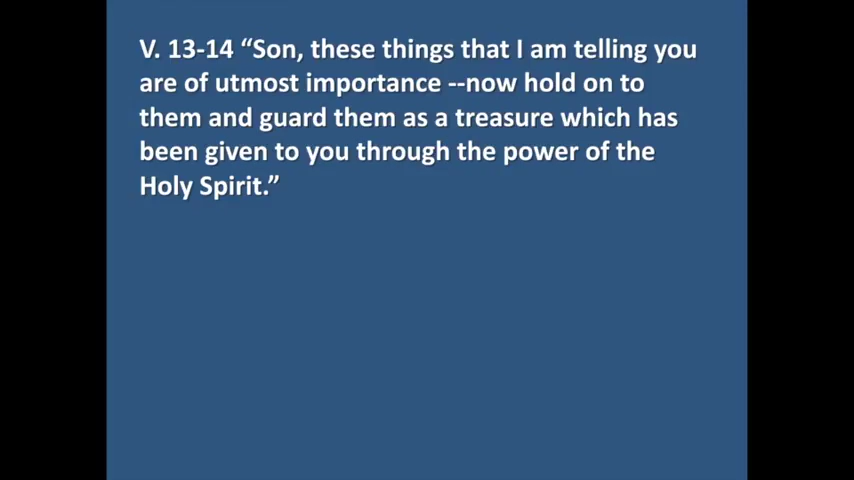 V. 13-14 “Son, these things that I am telling you
are of utmost importance --now hold on to
them and guard them as a treasure which has
been given to you through the power of the
Holy Spirit.”